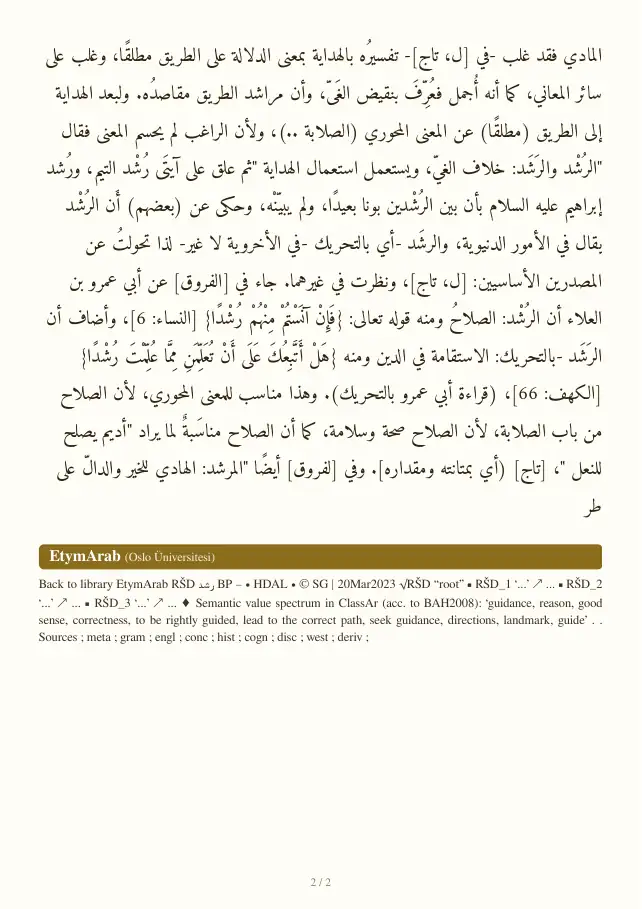 المادي فقد غلب -في [ل، تاج]- تفسيرُه بالهداية بمعنى الدلالة على الطريق مطلقًا، وغلب على
سائر المعاني، كما أنه أُجمل فعُرِّفَ بنقيض الغَىّ، وأن مراشد الطريق مقاصدُه. ولبعد الهداية
إلى الطريق (مطلقًا) عن المعنى المحوري (الصلابة ..)، ولأن الراغب لم يحسم المعنى فقال
"الرُشْد والرَشَد: خلاف الغيّ، ويستعمل استعمال الهداية "ثم علق على آيتَى رُشْد التيم، ورُشد
إبراهيم عليه السلام بأن بين الرُشْدين بونا بعيدًا، ولم يبيّنْه، وحكى عن (بعضهم) أَن الرُشْد
يقال في الأمور الدنيوية، والرشَد -أي بالتحريك -في الأخروية لا غير- لذا تحولتُ عن
المصدرين الأساسيين: [ل، تاج]، ونظرت في غيرهما. جاء في [الفروق] عن أبي عمرو بن
العلاء أن الرُشْد: الصلاحُ ومنه قوله تعالى: {فَإِنْ آنَسْتُمْ مِنْهُمْ رُشْدًا} [النساء: 6]، وأضاف أن
الرَشَد -بالتحريك: الاستقامة في الدين ومنه {هَلْ أَتَّبِعُكَ عَلَى أَنْ تُعَلِّمَنِ مِمَّا عُلِّمْتَ رُشْدًا}
[الكهف: 66]، (قراءة أبي عمرو بالتحريك). وهذا مناسب للمعنى المحوري، لأن الصلاح
من باب الصلابة، لأن الصلاح صحة وسلامة، كما أن الصلاح مناسَبةٌ لما يراد "أديم يصلح
للنعل "، [تاج] (أي بمتانته ومقداره]. وفي [لفروق] أيضًا "المرشد: الهادي للخير والدالّ على
طر
EtymArab (Oslo Üniversitesi)
Back to library EtymArab RŠD رشد BP – • HDAL • © SG | 20Mar2023 √RŠD “root” ▪ RŠD_1 ‘...’ ↗ ... ▪ RŠD_2
‘...’ ↗ ... ▪ RŠD_3 ‘...’ ↗ ... ♦ Semantic value spectrum in ClassAr (acc. to BAH2008): ‘guidance, reason, good
sense, correctness, to be rightly guided, lead to the correct path, seek guidance, directions, landmark, guide’ . .
Sources ; meta ; gram ; engl ; conc ; hist ; cogn ; disc ; west ; deriv ;
2 / 2